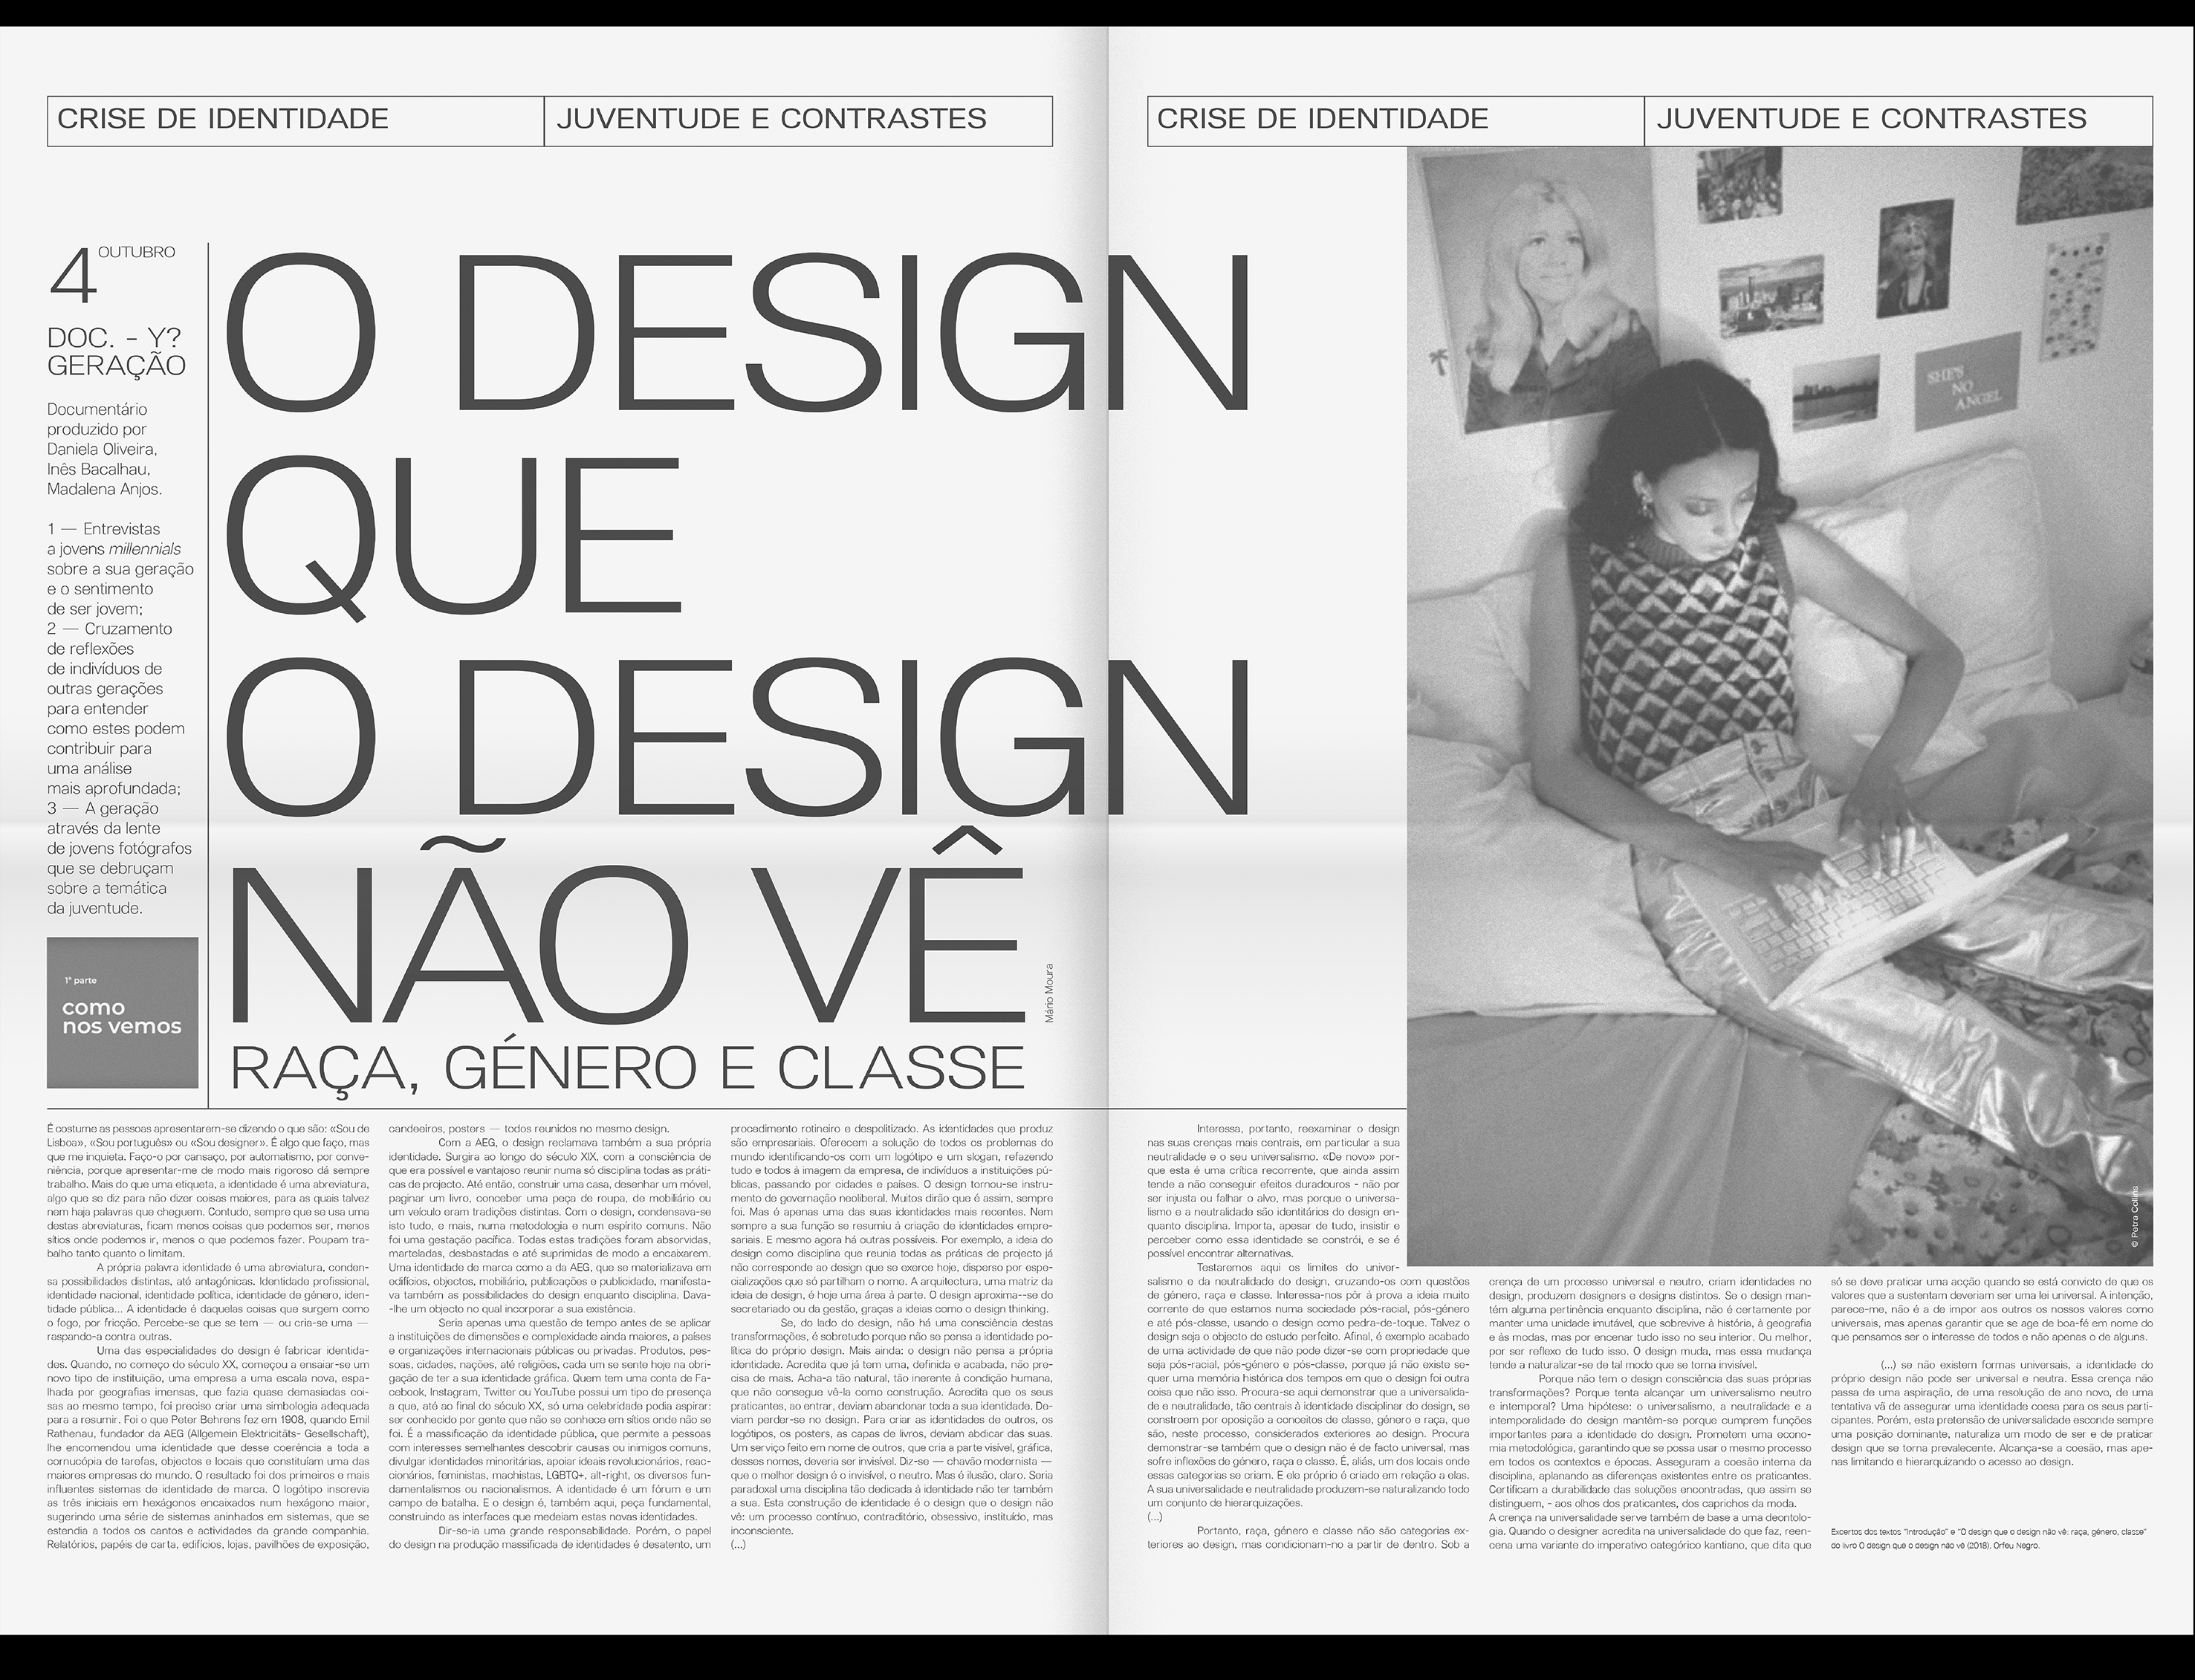 CRISE DE IDENTIDADE
JUVENTUDE E CONTRASTES
CRISE DE IDENTIDADE
JUVENTUDE E CONTRASTES
4 OUTUBRO
DOC. - Y?
GERAÇÃO
Documentário
produzido por
Daniela Oliveira,
Inês Bacalhau,
Madalena Anjos.
1 — Entrevistas
a jovens millennials
sobre a sua geração
e o sentimento
de ser jovem;
2 — Cruzamento
de reflexões
de indivíduos de
outras gerações
para entender
como estes podem
contribuir para
uma análise
mais aprofundada;
3 — A geração
através da lente
de jovens fotógrafos
que se debruçam
sobre a temática
da juventude.
1ª parte
como
nos vemos
O DESIGN
QUE
O DESIGN
NÃO VÊ
Mário Moura
RAÇA, GÉNERO E CLASSE
SHE'S
NO
ANGEL
© Petra Collins
É costume as pessoas apresentarem-se dizendo o que são: «Sou de
Lisboa», «Sou português» ou «Sou designer». É algo que faço, mas
que me inquieta. Faço-o por cansaço, por automatismo, por conve-
niência, porque apresentar-me de modo mais rigoroso dá sempre
trabalho. Mais do que uma etiqueta, a identidade é uma abreviatura,
algo que se diz para não dizer coisas maiores, para as quais talvez
nem haja palavras que cheguem. Contudo, sempre que se usa uma
destas abreviaturas, ficam menos coisas que podemos ser, menos
sítios onde podemos ir, menos o que podemos fazer. Poupam tra-
balho tanto quanto o limitam.
A própria palavra identidade é uma abreviatura, conden-
sa possibilidades distintas, até antagónicas. Identidade profissional,
identidade nacional, identidade política, identidade de género, iden-
tidade pública... A identidade é daquelas coisas que surgem como
o fogo, por fricção. Percebe-se que se tem — ou cria-se uma —
raspando-a contra outras.
Uma das especialidades do design é fabricar identida-
des. Quando, no começo do século XX, começou a ensaiar-se um
novo tipo de instituição, uma empresa a uma escala nova, espa-
lhada por geografias imensas, que fazia quase demasiadas coi-
sas ao mesmo tempo, foi preciso criar uma simbologia adequada
para a resumir. Foi o que Peter Behrens fez em 1908, quando Emil
Rathenau, fundador da AEG (Allgemein Elektricitäts- Gesellschaft),
lhe encomendou uma identidade que desse coerência a toda a
cornucópia de tarefas, objectos e locais que constituíam uma das
maiores empresas do mundo. O resultado foi dos primeiros e mais
influentes sistemas de identidade de marca. O logótipo inscrevia
as três iniciais em hexágonos encaixados num hexágono maior,
sugerindo uma série de sistemas aninhados em sistemas, que se
estendia a todos os cantos e actividades da grande companhia.
Relatórios, papéis de carta, edifícios, lojas, pavilhões de exposição,
candeeiros, posters — todos reunidos no mesmo design.
Com a AEG, o design reclamava também a sua própria
identidade. Surgira ao longo do século XIX, com a consciência de
que era possível e vantajoso reunir numa só disciplina todas as práti-
cas de projecto. Até então, construir uma casa, desenhar um móvel,
paginar um livro, conceber uma peça de roupa, de mobiliário ou
um veículo eram tradições distintas. Com o design, condensava-se
isto tudo, e mais, numa metodologia e num espírito comuns. Não
foi uma gestação pacífica. Todas estas tradições foram absorvidas,
marteladas, desbastadas e até suprimidas de modo a encaixarem.
Uma identidade de marca como a da AEG, que se materializava em
edifícios, objectos, mobiliário, publicações e publicidade, manifesta-
va também as possibilidades do design enquanto disciplina. Dava-
-lhe um objecto no qual incorporar a sua existência.
Seria apenas uma questão de tempo antes de se aplicar
a instituições de dimensões e complexidade ainda maiores, a países
e organizações internacionais públicas ou privadas. Produtos, pes-
soas, cidades, nações, até religiões, cada um se sente hoje na obri-
gação de ter a sua identidade gráfica. Quem tem uma conta de Fa-
cebook, Instagram, Twitter ou YouTube possui um tipo de presença
a que, até ao final do século XX, só uma celebridade podia aspirar:
ser conhecido por gente que não se conhece em sítios onde não se
foi. É a massificação da identidade pública, que permite a pessoas
com interesses semelhantes descobrir causas ou inimigos comuns,
divulgar identidades minoritárias, apoiar ideais revolucionários, reac-
cionários, feministas, machistas, LGBTQ+, alt-right, os diversos fun-
damentalismos ou nacionalismos. A identidade é um fórum e um
campo de batalha. E o design é, também aqui, peça fundamental,
construindo as interfaces que medeiam estas novas identidades.
Dir-se-ia uma grande responsabilidade. Porém, o papel
do design na produção massificada de identidades é desatento, um
procedimento rotineiro e despolitizado. As identidades que produz
são empresariais. Oferecem a solução de todos os problemas do
mundo identificando-os com um logótipo e um slogan, refazendo
tudo e todos à imagem da empresa, de indivíduos a instituições pú-
blicas, passando por cidades e países. O design tornou-se instru-
mento de governação neoliberal. Muitos dirão que é assim, sempre
foi. Mas é apenas uma das suas identidades mais recentes. Nem
sempre a sua função se resumiu à criação de identidades empre-
sariais. E mesmo agora há outras possíveis. Por exemplo, a ideia do
design como disciplina que reunia todas as práticas de projecto já
não corresponde ao design que se exerce hoje, disperso por espe-
cializações que só partilham o nome. A arquitectura, uma matriz da
ideia de design, é hoje uma área à parte. O design aproxima--se do
secretariado ou da gestão, graças a ideias como o design thinking.
Se, do lado do design, não há uma consciência destas
transformações, é sobretudo porque não se pensa a identidade po-
lítica do próprio design. Mais ainda: o design não pensa a própria
identidade. Acredita que já tem uma, definida e acabada, não pre-
cisa de mais. Acha-a tão natural, tão inerente à condição humana,
que não consegue vê-la como construção. Acredita que os seus
praticantes, ao entrar, deviam abandonar toda a sua identidade. De-
viam perder-se no design. Para criar as identidades de outros, os
logótipos, os posters, as capas de livros, deviam abdicar das suas.
Um serviço feito em nome de outros, que cria a parte visível, gráfica,
desses nomes, deveria ser invisível. Diz-se — chavão modernista —
que o melhor design é o invisível, o neutro. Mas é ilusão, claro. Seria
paradoxal uma disciplina tão dedicada à identidade não ter também
a sua. Esta construção de identidade é o design que o design não
vê: um processo contínuo, contraditório, obsessivo, instituído, mas
inconsciente.
(...)
Interessa, portanto, reexaminar o design
nas suas crenças mais centrais, em particular a sua
neutralidade e o seu universalismo. «De novo» por-
que esta é uma crítica recorrente, que ainda assim
tende a não conseguir efeitos duradouros - não por
ser injusta ou falhar o alvo, mas porque o universa-
lismo e a neutralidade são identitários do design en-
quanto disciplina. Importa, apesar de tudo, insistir e
perceber como essa identidade se constrói, e se é
possível encontrar alternativas.
Testaremos aqui os limites do univer-
salismo e da neutralidade do design, cruzando-os com questões
de género, raça e classe. Interessa-nos pôr à prova a ideia muito
corrente de que estamos numa sociedade pós-racial, pós-género
e até pós-classe, usando o design como pedra-de-toque. Talvez o
design seja o objecto de estudo perfeito. Afinal, é exemplo acabado
de uma actividade de que não pode dizer-se com propriedade que
seja pós-racial, pós-género e pós-classe, porque já não existe se-
quer uma memória histórica dos tempos em que o design foi outra
coisa que não isso. Procura-se aqui demonstrar que a universalida-
de e neutralidade, tão centrais à identidade disciplinar do design, se
constroem por oposição a conceitos de classe, género e raça, que
são, neste processo, considerados exteriores ao design. Procura
demonstrar-se também que o design não é de facto universal, mas
sofre inflexões de género, raça e classe. É, aliás, um dos locais onde
essas categorias se criam. E ele próprio é criado em relação a elas.
A sua universalidade e neutralidade produzem-se naturalizando todo
um conjunto de hierarquizações.
(...)
Portanto, raça, género e classe não são categorias ex-
teriores ao design, mas condicionam-no a partir de dentro. Sob a
crença de um processo universal e neutro, criam identidades no
design, produzem designers e designs distintos. Se o design man-
tém alguma pertinência enquanto disciplina, não é certamente por
manter uma unidade imutável, que sobrevive à história, à geografia
e às modas, mas por encenar tudo isso no seu interior. Ou melhor,
por ser reflexo de tudo isso. O design muda, mas essa mudança
tende a naturalizar-se de tal modo que se torna invisível.
Porque não tem o design consciência das suas próprias
transformações? Porque tenta alcançar um universalismo neutro
e intemporal? Uma hipótese: o universalismo, a neutralidade e a
intemporalidade do design mantêm-se porque cumprem funções
importantes para a identidade do design. Prometem uma econo-
mia metodológica, garantindo que se possa usar o mesmo processo
em todos os contextos e épocas. Asseguram a coesão interna da
disciplina, aplanando as diferenças existentes entre os praticantes.
Certificam a durabilidade das soluções encontradas, que assim se
distinguem, - aos olhos dos praticantes, dos caprichos da moda.
A crença na universalidade serve também de base a uma deontolo-
gia. Quando o designer acredita na universalidade do que faz, reen-
cena uma variante do imperativo categórico kantiano, que dita que
só se deve praticar uma acção quando se está convicto de que os
valores que a sustentam deveriam ser uma lei universal. A intenção,
parece-me, não é a de impor aos outros os nossos valores como
universais, mas apenas garantir que se age de boa-fé em nome do
que pensamos ser o interesse de todos e não apenas o de alguns.
(...) se não existem formas universais, a identidade do
próprio design não pode ser universal e neutra. Essa crença não
passa de uma aspiração, de uma resolução de ano novo, de uma
tentativa vã de assegurar uma identidade coesa para os seus parti-
cipantes. Porém, esta pretensão de universalidade esconde sempre
uma posição dominante, naturaliza um modo de ser e de praticar
design que se torna prevalecente. Alcança-se a coesão, mas ape-
nas limitando e hierarquizando o acesso ao design.
Excertos dos textos "Introdução" e "O design que o design não vê: raça, género, classe"
do livro O design que o design não vê (2018), Orfeu Negro.